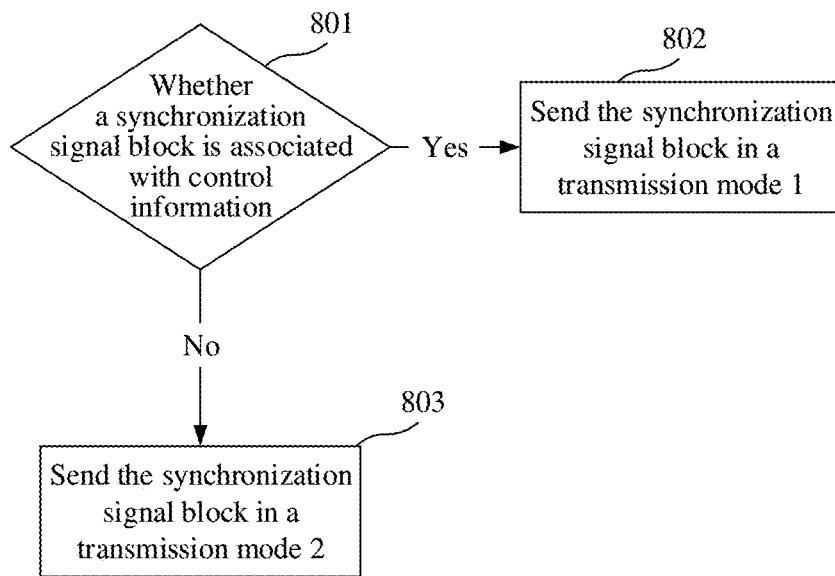 801
Whether
a synchronization
signal block is associated
with control
information
Yes
802
Send the synchronization
signal block in a
transmission mode 1
No
803
Send the synchronization
signal block in a
transmission mode 2